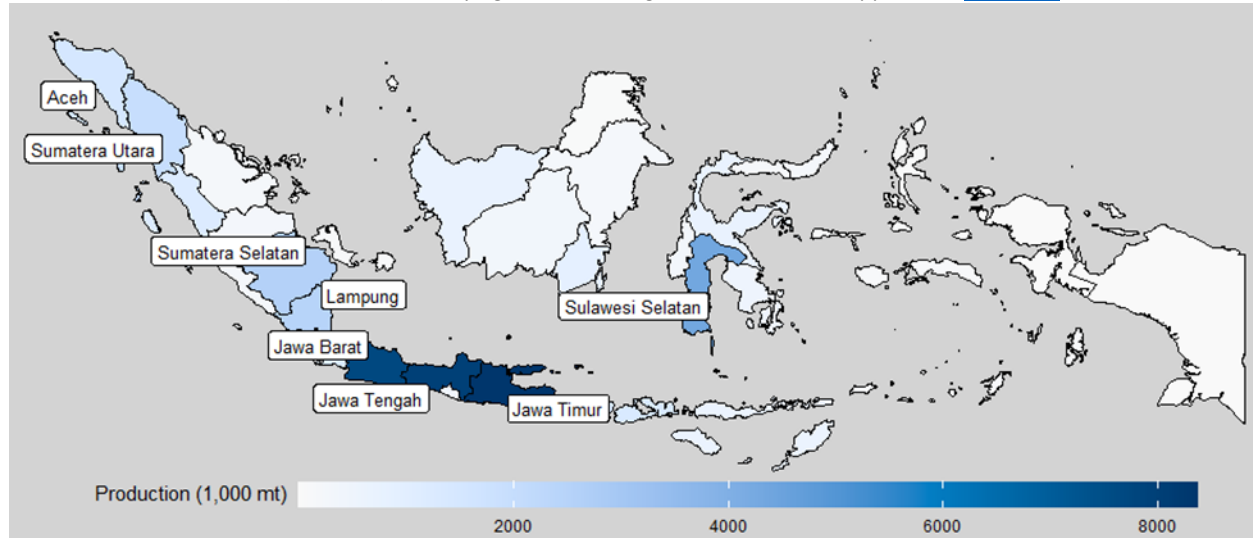 Aceh
Sumatera Utara
Sumatera Selatan
Lampung
Sulawesi Selatan
Jawa Barat
Jawa Tengah
Jawa Timur
Production (1,000 mt)
2000 4000 6000 8000